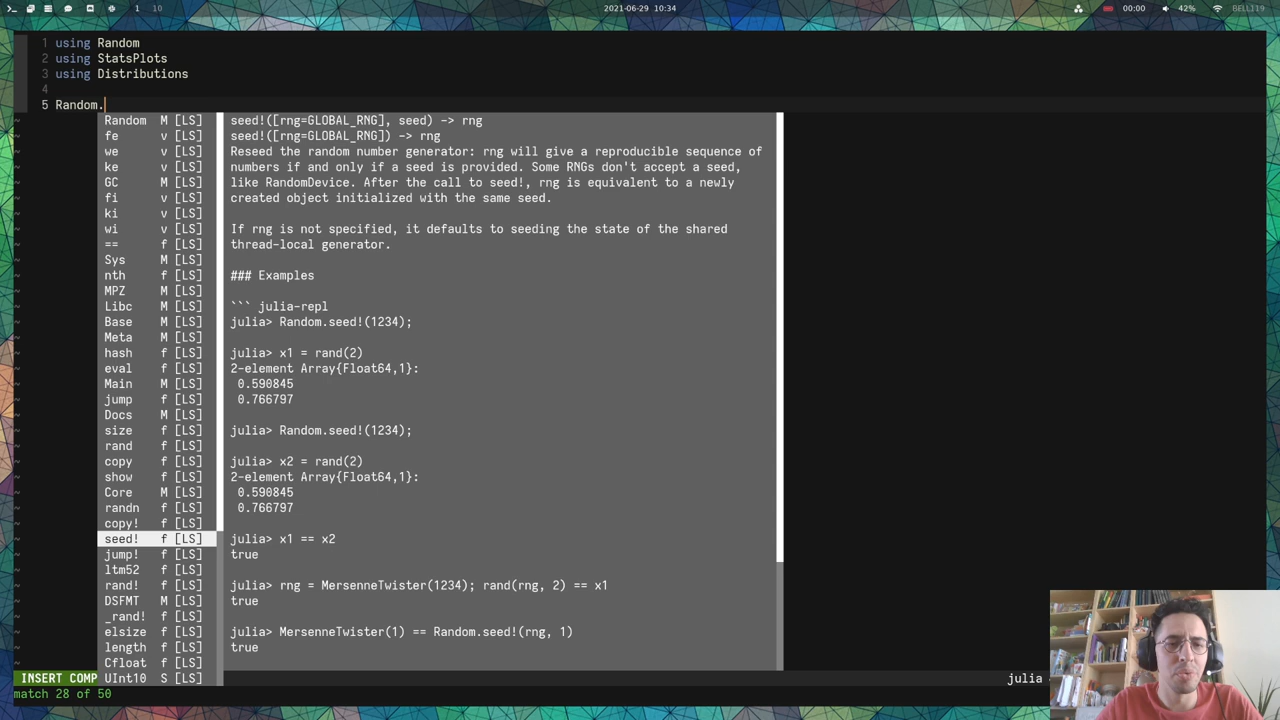 1 10 2021-06-29 10:34 00:00 42% BELL119
1 using Random
2 using StatsPlots
3 using Distributions
4
5 Random.
~ Random M [LS] seed!([rng=GLOBAL_RNG], seed) -> rng
~ fe v [LS] seed!([rng=GLOBAL_RNG]) -> rng
~ we v [LS] Reseed the random number generator: rng will give a reproducible sequence of
~ ke v [LS] numbers if and only if a seed is provided. Some RNGs don't accept a seed,
~ GC M [LS] like RandomDevice. After the call to seed!, rng is equivalent to a newly
~ fi v [LS] created object initialized with the same seed.
~ ki v [LS]
~ wi v [LS] If rng is not specified, it defaults to seeding the state of the shared
~ == f [LS] thread-local generator.
~ Sys M [LS]
~ nth f [LS] ### Examples
~ MPZ M [LS]
~ Libc M [LS] ``` julia-repl
~ Base M [LS] julia> Random.seed!(1234);
~ Meta M [LS]
~ hash f [LS] julia> x1 = rand(2)
~ eval f [LS] 2-element Array{Float64,1}:
~ Main M [LS] 0.590845
~ jump f [LS] 0.766797
~ Docs M [LS]
~ size f [LS] julia> Random.seed!(1234);
~ rand f [LS]
~ copy f [LS] julia> x2 = rand(2)
~ show f [LS] 2-element Array{Float64,1}:
~ Core M [LS] 0.590845
~ randn f [LS] 0.766797
~ copy! f [LS]
~ seed! f [LS] julia> x1 == x2
~ jump! f [LS] true
~ ltm52 f [LS]
~ rand! f [LS] julia> rng = MersenneTwister(1234); rand(rng, 2) == x1
~ DSFMT M [LS] true
~ _rand! f [LS]
~ elsize f [LS] julia> MersenneTwister(1) == Random.seed!(rng, 1)
~ length f [LS] true
~ Cfloat f [LS]
INSERT COMP UInt10 S [LS] julia
match 28 of 50